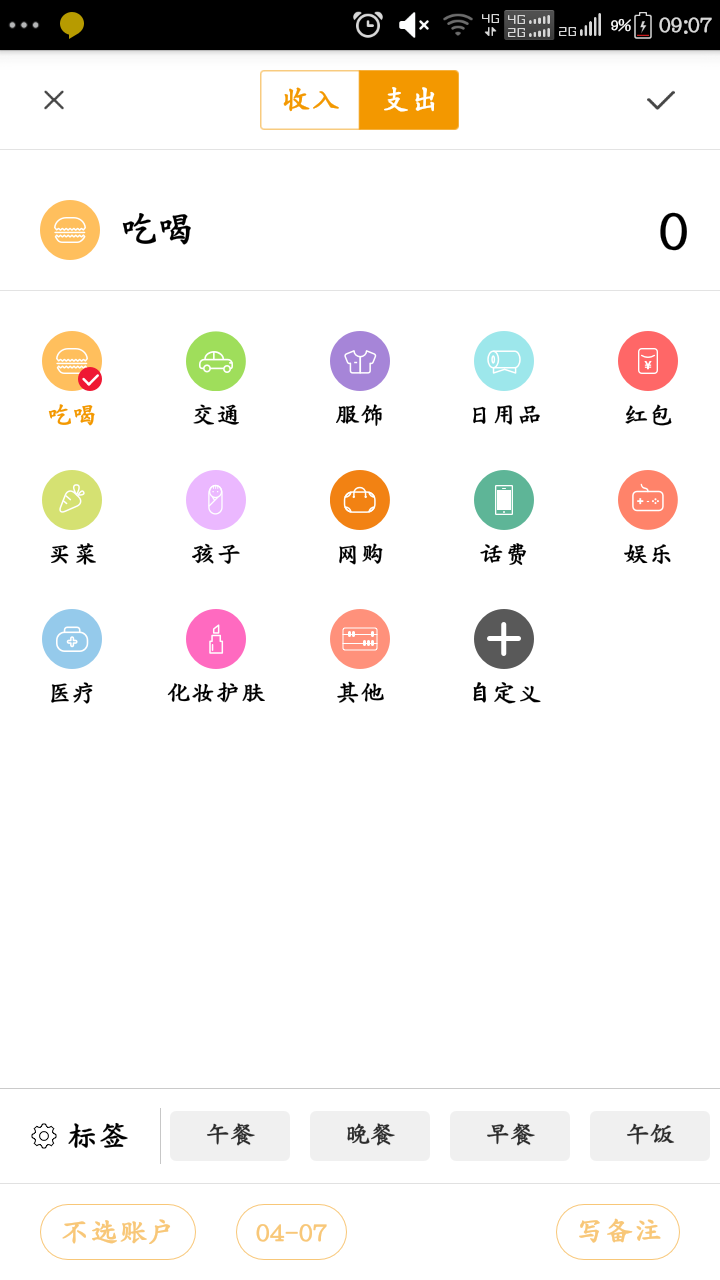 4G 4G 2G 2G 9% 09:07
收入 支出
吃喝 0
吃喝 交通 服饰 日用品 红包
¥
买菜 孩子 网购 话费 娱乐
医疗 化妆护肤 其他 自定义
标签 午餐 晚餐 早餐 午饭
不选账户 04-07 写备注